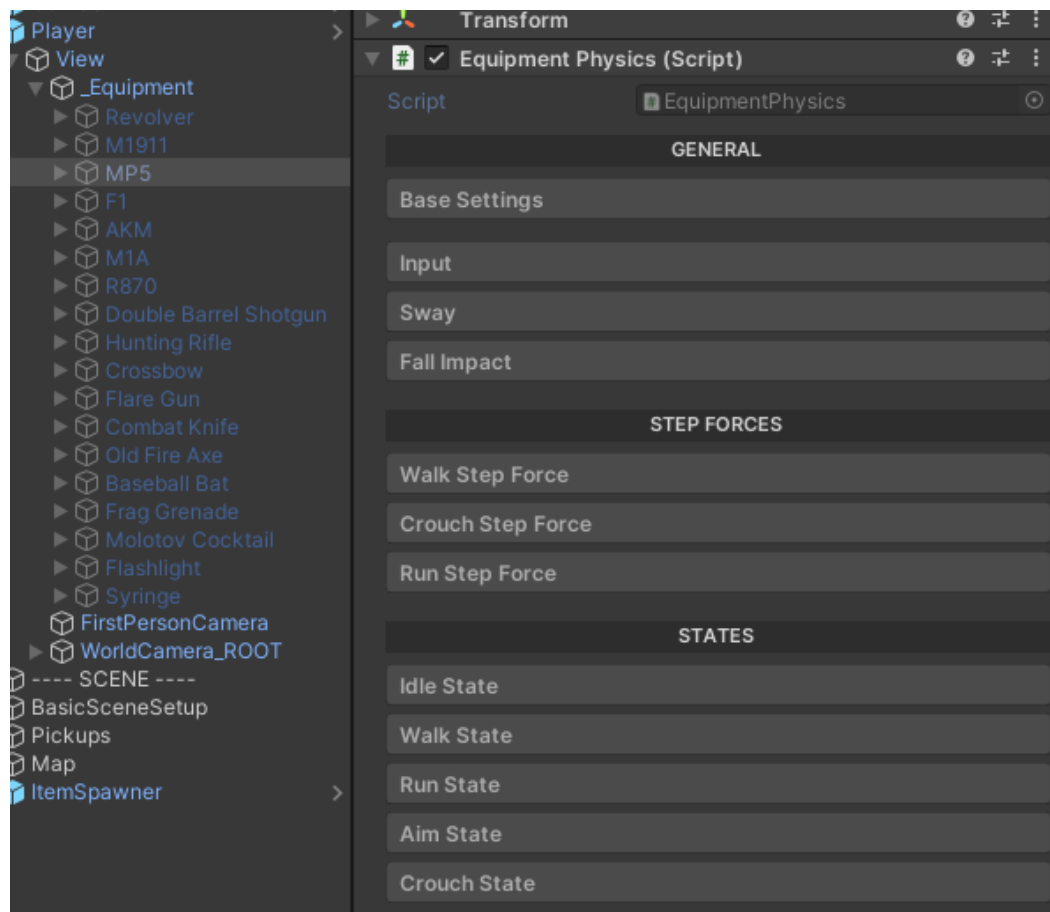 Player
View
_Equipment
Revolver
M1911
MP5
F1
AKM
M1A
R870
Double Barrel Shotgun
Hunting Rifle
Crossbow
Flare Gun
Combat Knife
Old Fire Axe
Baseball Bat
Frag Grenade
Molotov Cocktail
Flashlight
Syringe
FirstPersonCamera
WorldCamera_ROOT
---- SCENE ----
BasicSceneSetup
Pickups
Map
ItemSpawner
Transform
# Equipment Physics (Script)
Script EquipmentPhysics
GENERAL
Base Settings
Input
Sway
Fall Impact
STEP FORCES
Walk Step Force
Crouch Step Force
Run Step Force
STATES
Idle State
Walk State
Run State
Aim State
Crouch State